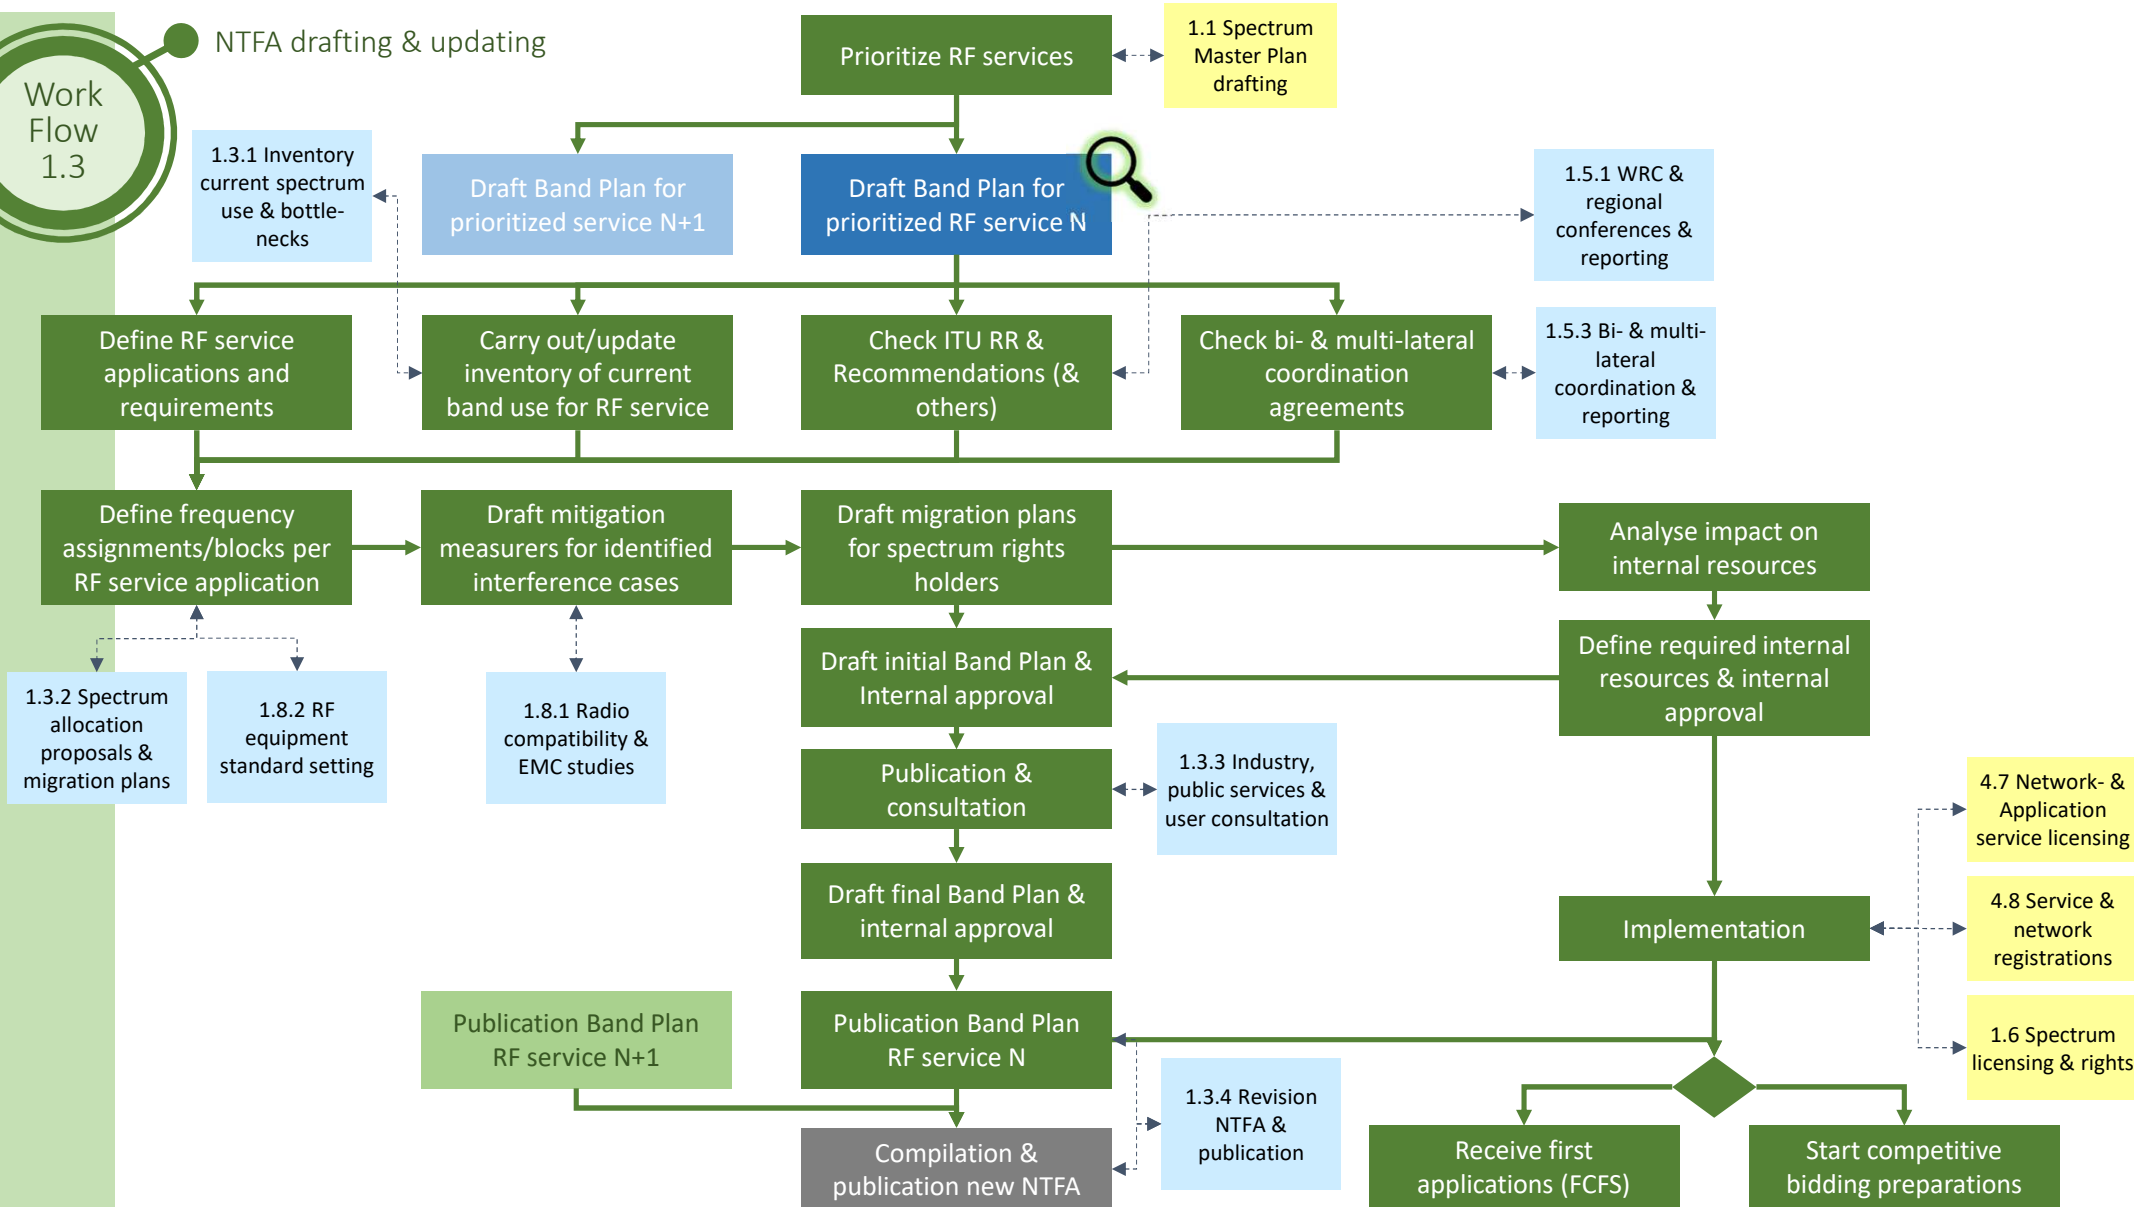 NTFA drafting & updating
Work
Flow
1.3
Prioritize RF services
1.1 Spectrum
Master Plan
drafting
1.3.1 Inventory
current spectrum
use & bottle-
necks
Draft Band Plan for
prioritized service N+1
Draft Band Plan for
prioritized RF service N
1.5.1 WRC &
regional
conferences &
reporting
Define RF service
applications and
requirements
Carry out/update
inventory of current
band use for RF service
Check ITU RR &
Recommendations (&
others)
Check bi- & multi-lateral
coordination
agreements
1.5.3 Bi- & multi-
lateral
coordination &
reporting
Define frequency
assignments/blocks per
RF service application
Draft mitigation
measurers for identified
interference cases
Draft migration plans
for spectrum rights
holders
Analyse impact on
internal resources
1.3.2 Spectrum
allocation
proposals &
migration plans
1.8.2 RF
equipment
standard setting
1.8.1 Radio
compatibility &
EMC studies
Draft initial Band Plan &
Internal approval
Define required internal
resources & internal
approval
Publication &
consultation
1.3.3 Industry,
public services &
user consultation
4.7 Network- &
Application
service licensing
Draft final Band Plan &
internal approval
Implementation
4.8 Service &
network
registrations
Publication Band Plan
RF service N+1
Publication Band Plan
RF service N
1.6 Spectrum
licensing & rights
1.3.4 Revision
NTFA &
publication
Compilation &
publication new NTFA
Receive first
applications (FCFS)
Start competitive
bidding preparations